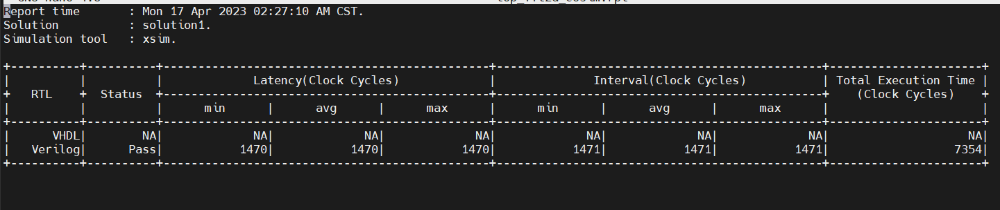 Report time       : Mon 17 Apr 2023 02:27:10 AM CST.
Solution          : solution1.
Simulation tool   : xsim.
+----------+----------+-----------------------------------------------+-----------------------------------------------+----------------------+
|          |          |             Latency(Clock Cycles)             |              Interval(Clock Cycles)           | Total Execution Time |
+   RTL    +  Status  +-----------------------------------------------+-----------------------------------------------+    (Clock Cycles)    +
|          |          |      min      |      avg      |      max      |      min      |      avg      |      max      |                      |
+----------+----------+-----------------------------------------------+-----------------------------------------------+----------------------+
|      VHDL|        NA|             NA|             NA|             NA|             NA|             NA|             NA|                    NA|
|   Verilog|      Pass|           1470|           1470|           1470|           1471|           1471|           1471|                  7354|
+----------+----------+-----------------------------------------------+-----------------------------------------------+----------------------+